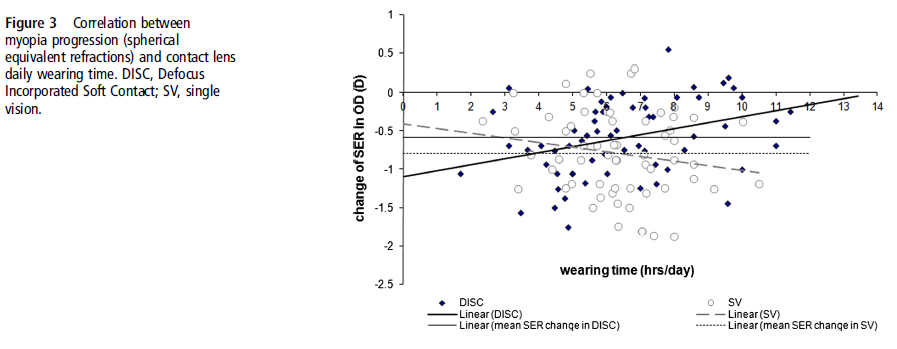 Figure 3 Correlation between
myopia progression (spherical
equivalent refractions) and contact lens
daily wearing time. DISC, Defocus
Incorporated Soft Contact; SV, single
vision.
change of SER in OD (D)
1
0.5
0
-0.5
-1
-1.5
-2
-2.5
0 1 2 3 4 5 6 7 8 9 10 11 12 13 14
wearing time (hrs/day)
DISC
SV
Linear (DISC)
Linear (SV)
Linear (mean SER change in DISC)
Linear (mean SER change in SV)